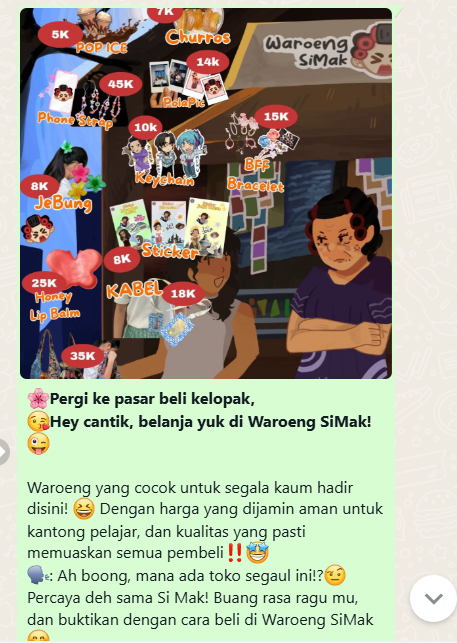 7K
5K
Churros
POP ICE
Waroeng
SiMak
14k
45K
PolaPic
Phone Strap
10k
15K
Keychain
BFF
Bracelet
8K
JeBung
Sticker
8K
KABEL
18K
25K
Honey
Lip Balm
35K
🌸Pergi ke pasar beli kelopak,
😘Hey cantik, belanja yuk di Waroeng SiMak!
😜
Waroeng yang cocok untuk segala kaum hadir
disini! 😆 Dengan harga yang dijamin aman untuk
kantong pelajar, dan kualitas yang pasti
memuaskan semua pembeli ‼️🤩
🗣️: Ah boong, mana ada toko segaul ini!?🤨
Percaya deh sama Si Mak! Buang rasa ragu mu,
dan buktikan dengan cara beli di Waroeng SiMak